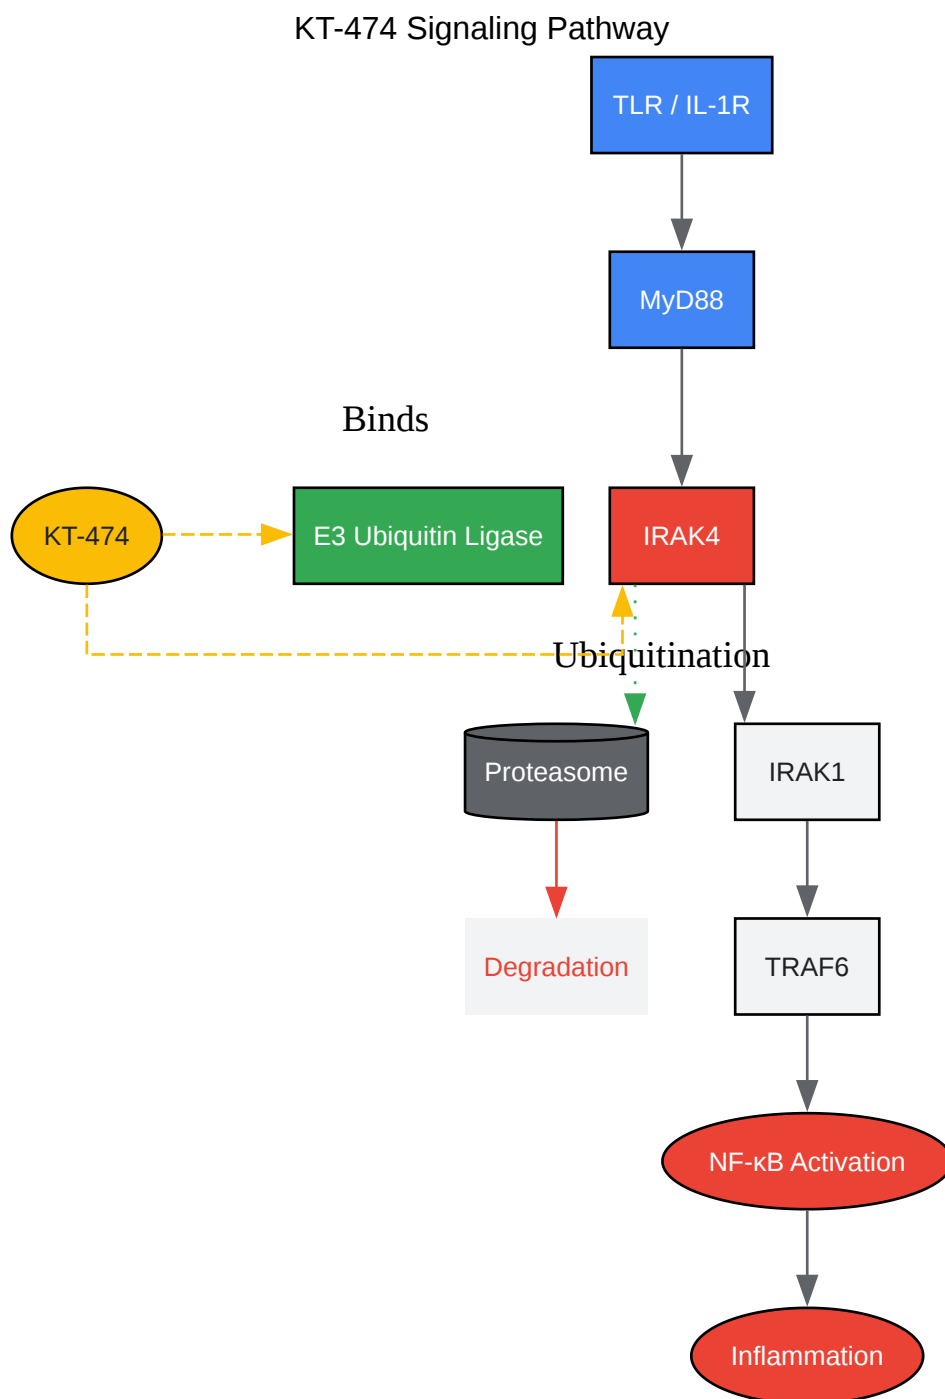 KT-474 Signaling Pathway
TLR / IL-1R
MyD88
Binds
KT-474
E3 Ubiquitin Ligase
IRAK4
Ubiquitination
Proteasome
IRAK1
Degradation
TRAF6
NF-κB Activation
Inflammation